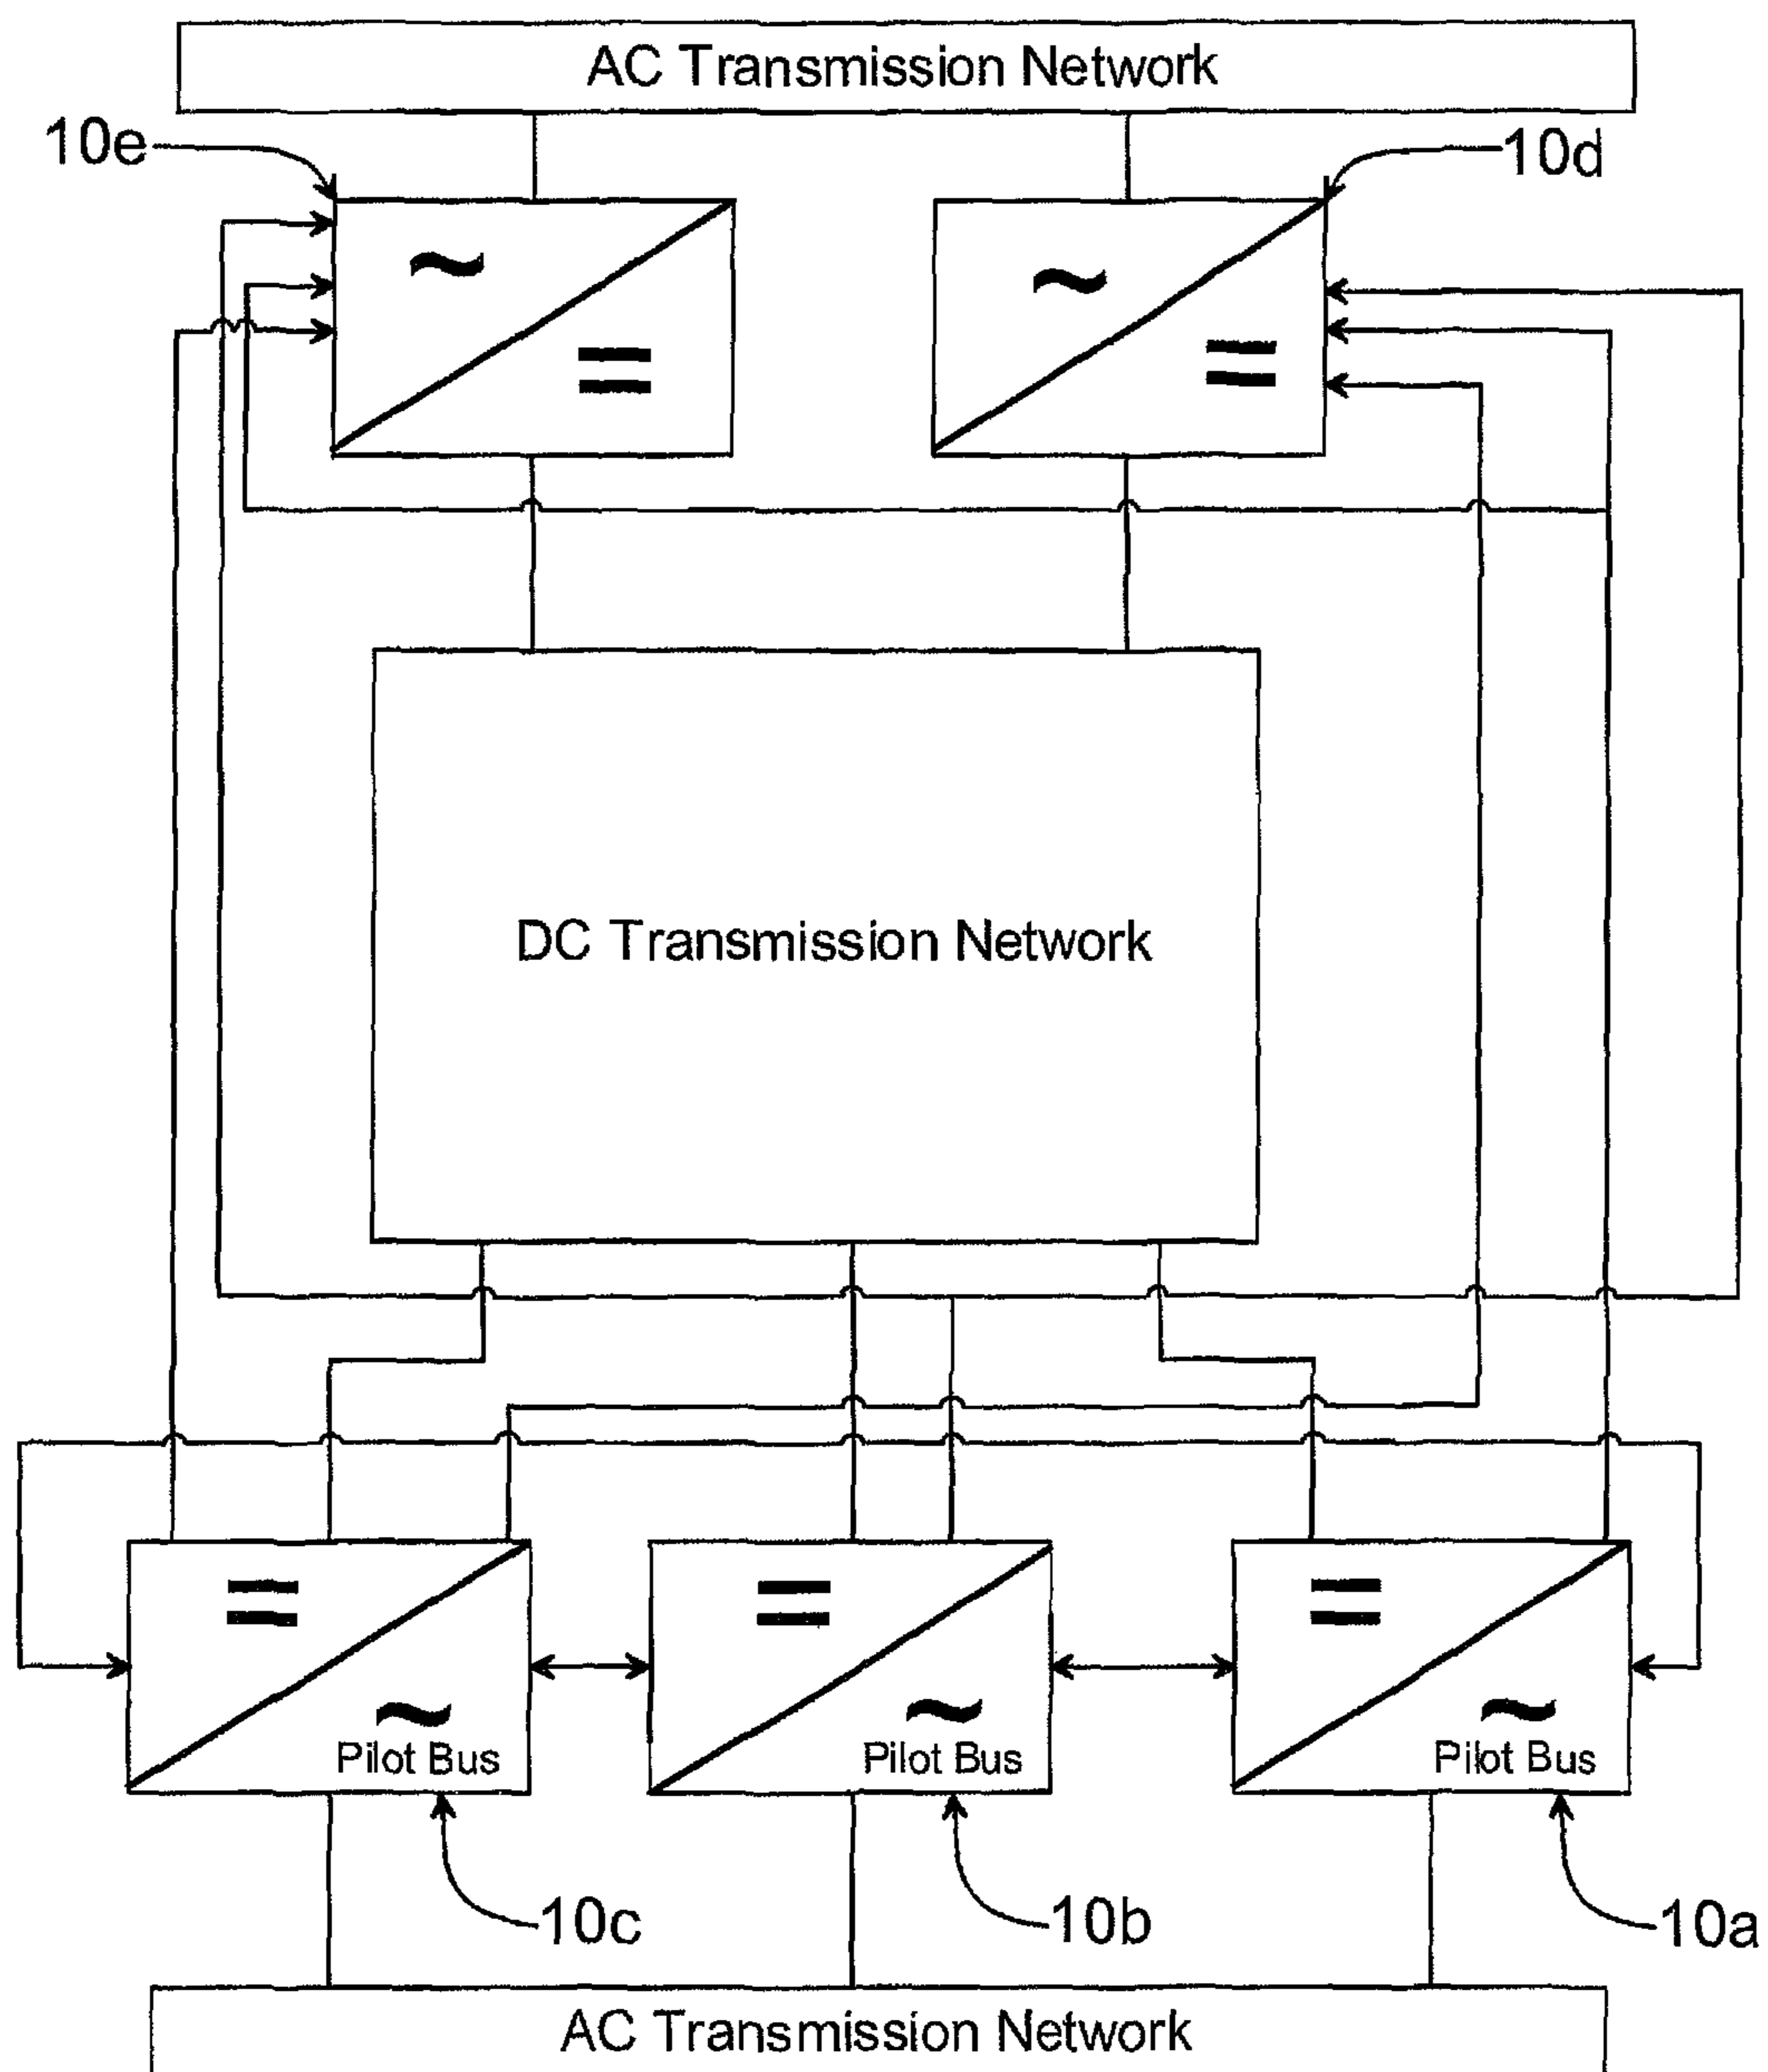 AC Transmission Network
10e
10d
~
=
~
=
DC Transmission Network
=
~
Pilot Bus
=
~
Pilot Bus
=
~
Pilot Bus
10c
10b
10a
AC Transmission Network